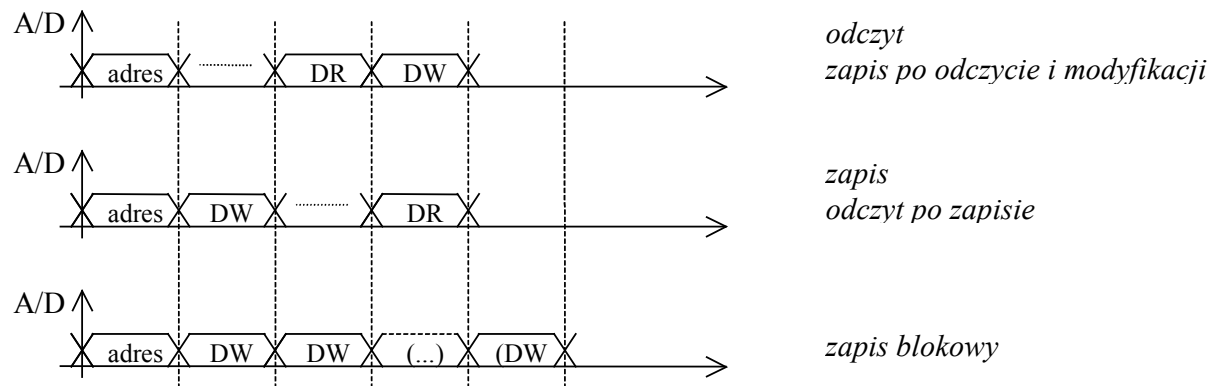 A/D
adres DR DW
odczyt
zapis po odczycie i modyfikacji
A/D
adres DW DR
zapis
odczyt po zapisie
A/D
adres DW DW (...) (DW
zapis blokowy